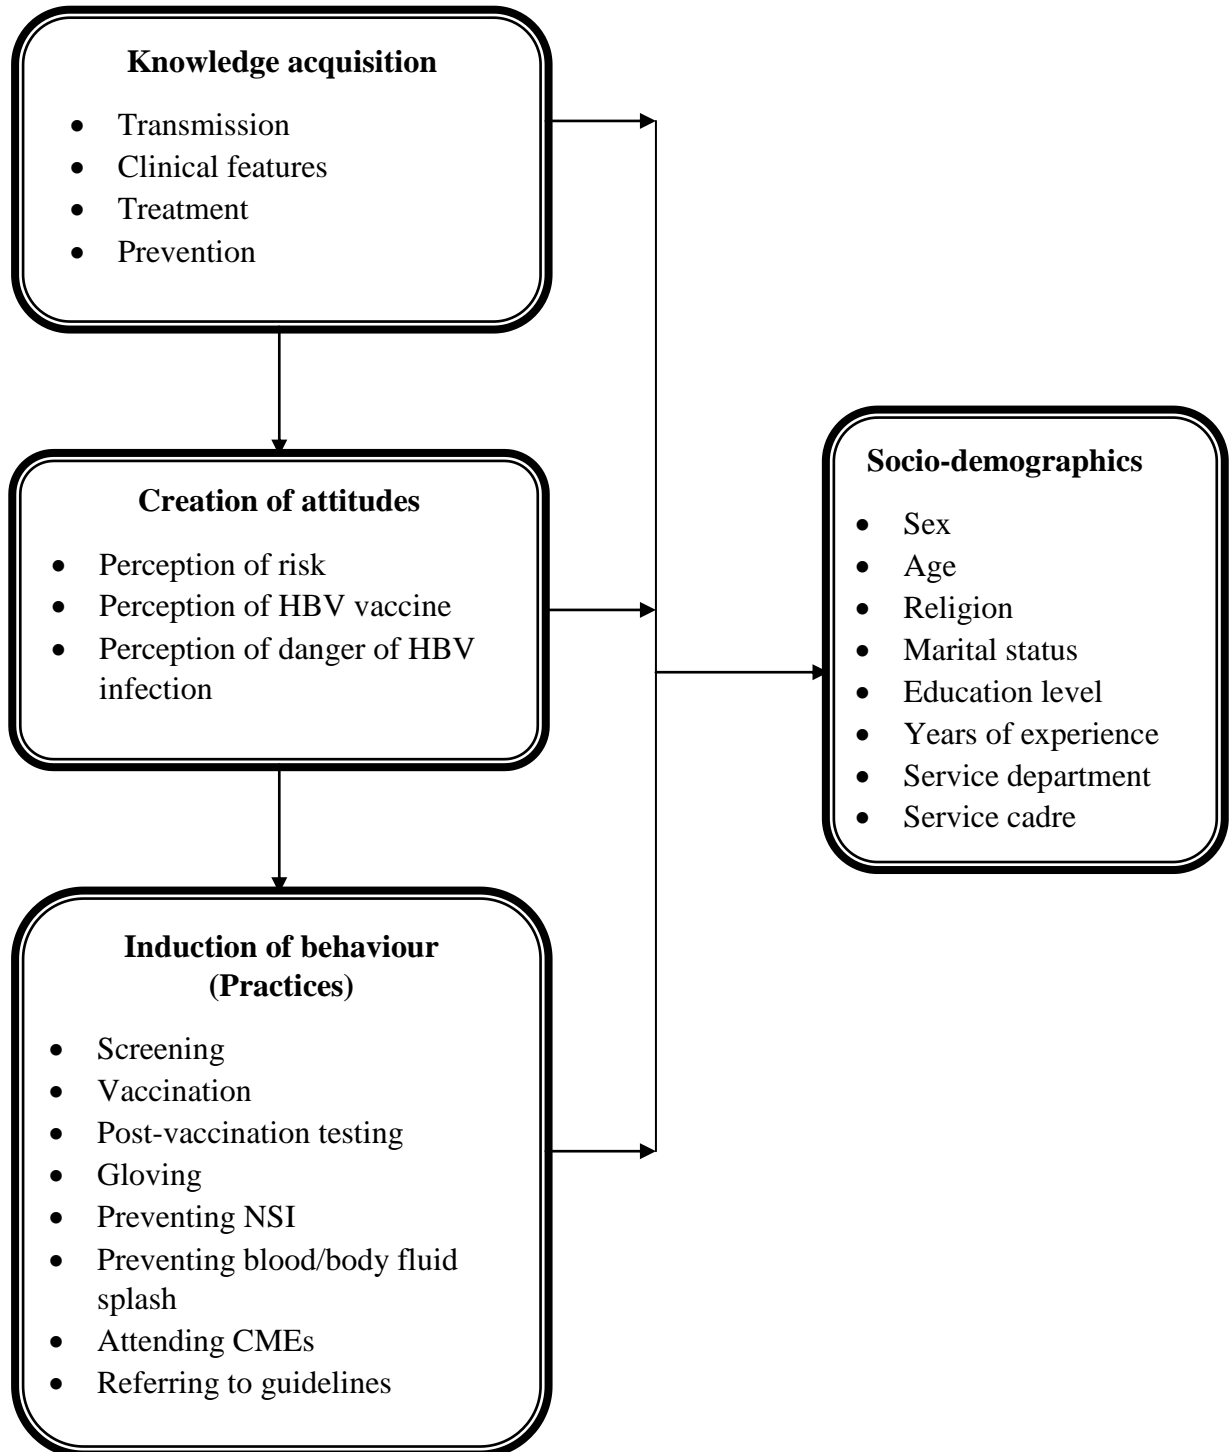 Knowledge acquisition
• Transmission
• Clinical features
• Treatment
• Prevention
Creation of attitudes
• Perception of risk
• Perception of HBV vaccine
• Perception of danger of HBV
infection
Induction of behaviour
(Practices)
• Screening
• Vaccination
• Post-vaccination testing
• Gloving
• Preventing NSI
• Preventing blood/body fluid
splash
• Attending CMEs
• Referring to guidelines
Socio-demographics
• Sex
• Age
• Religion
• Marital status
• Education level
• Years of experience
• Service department
• Service cadre